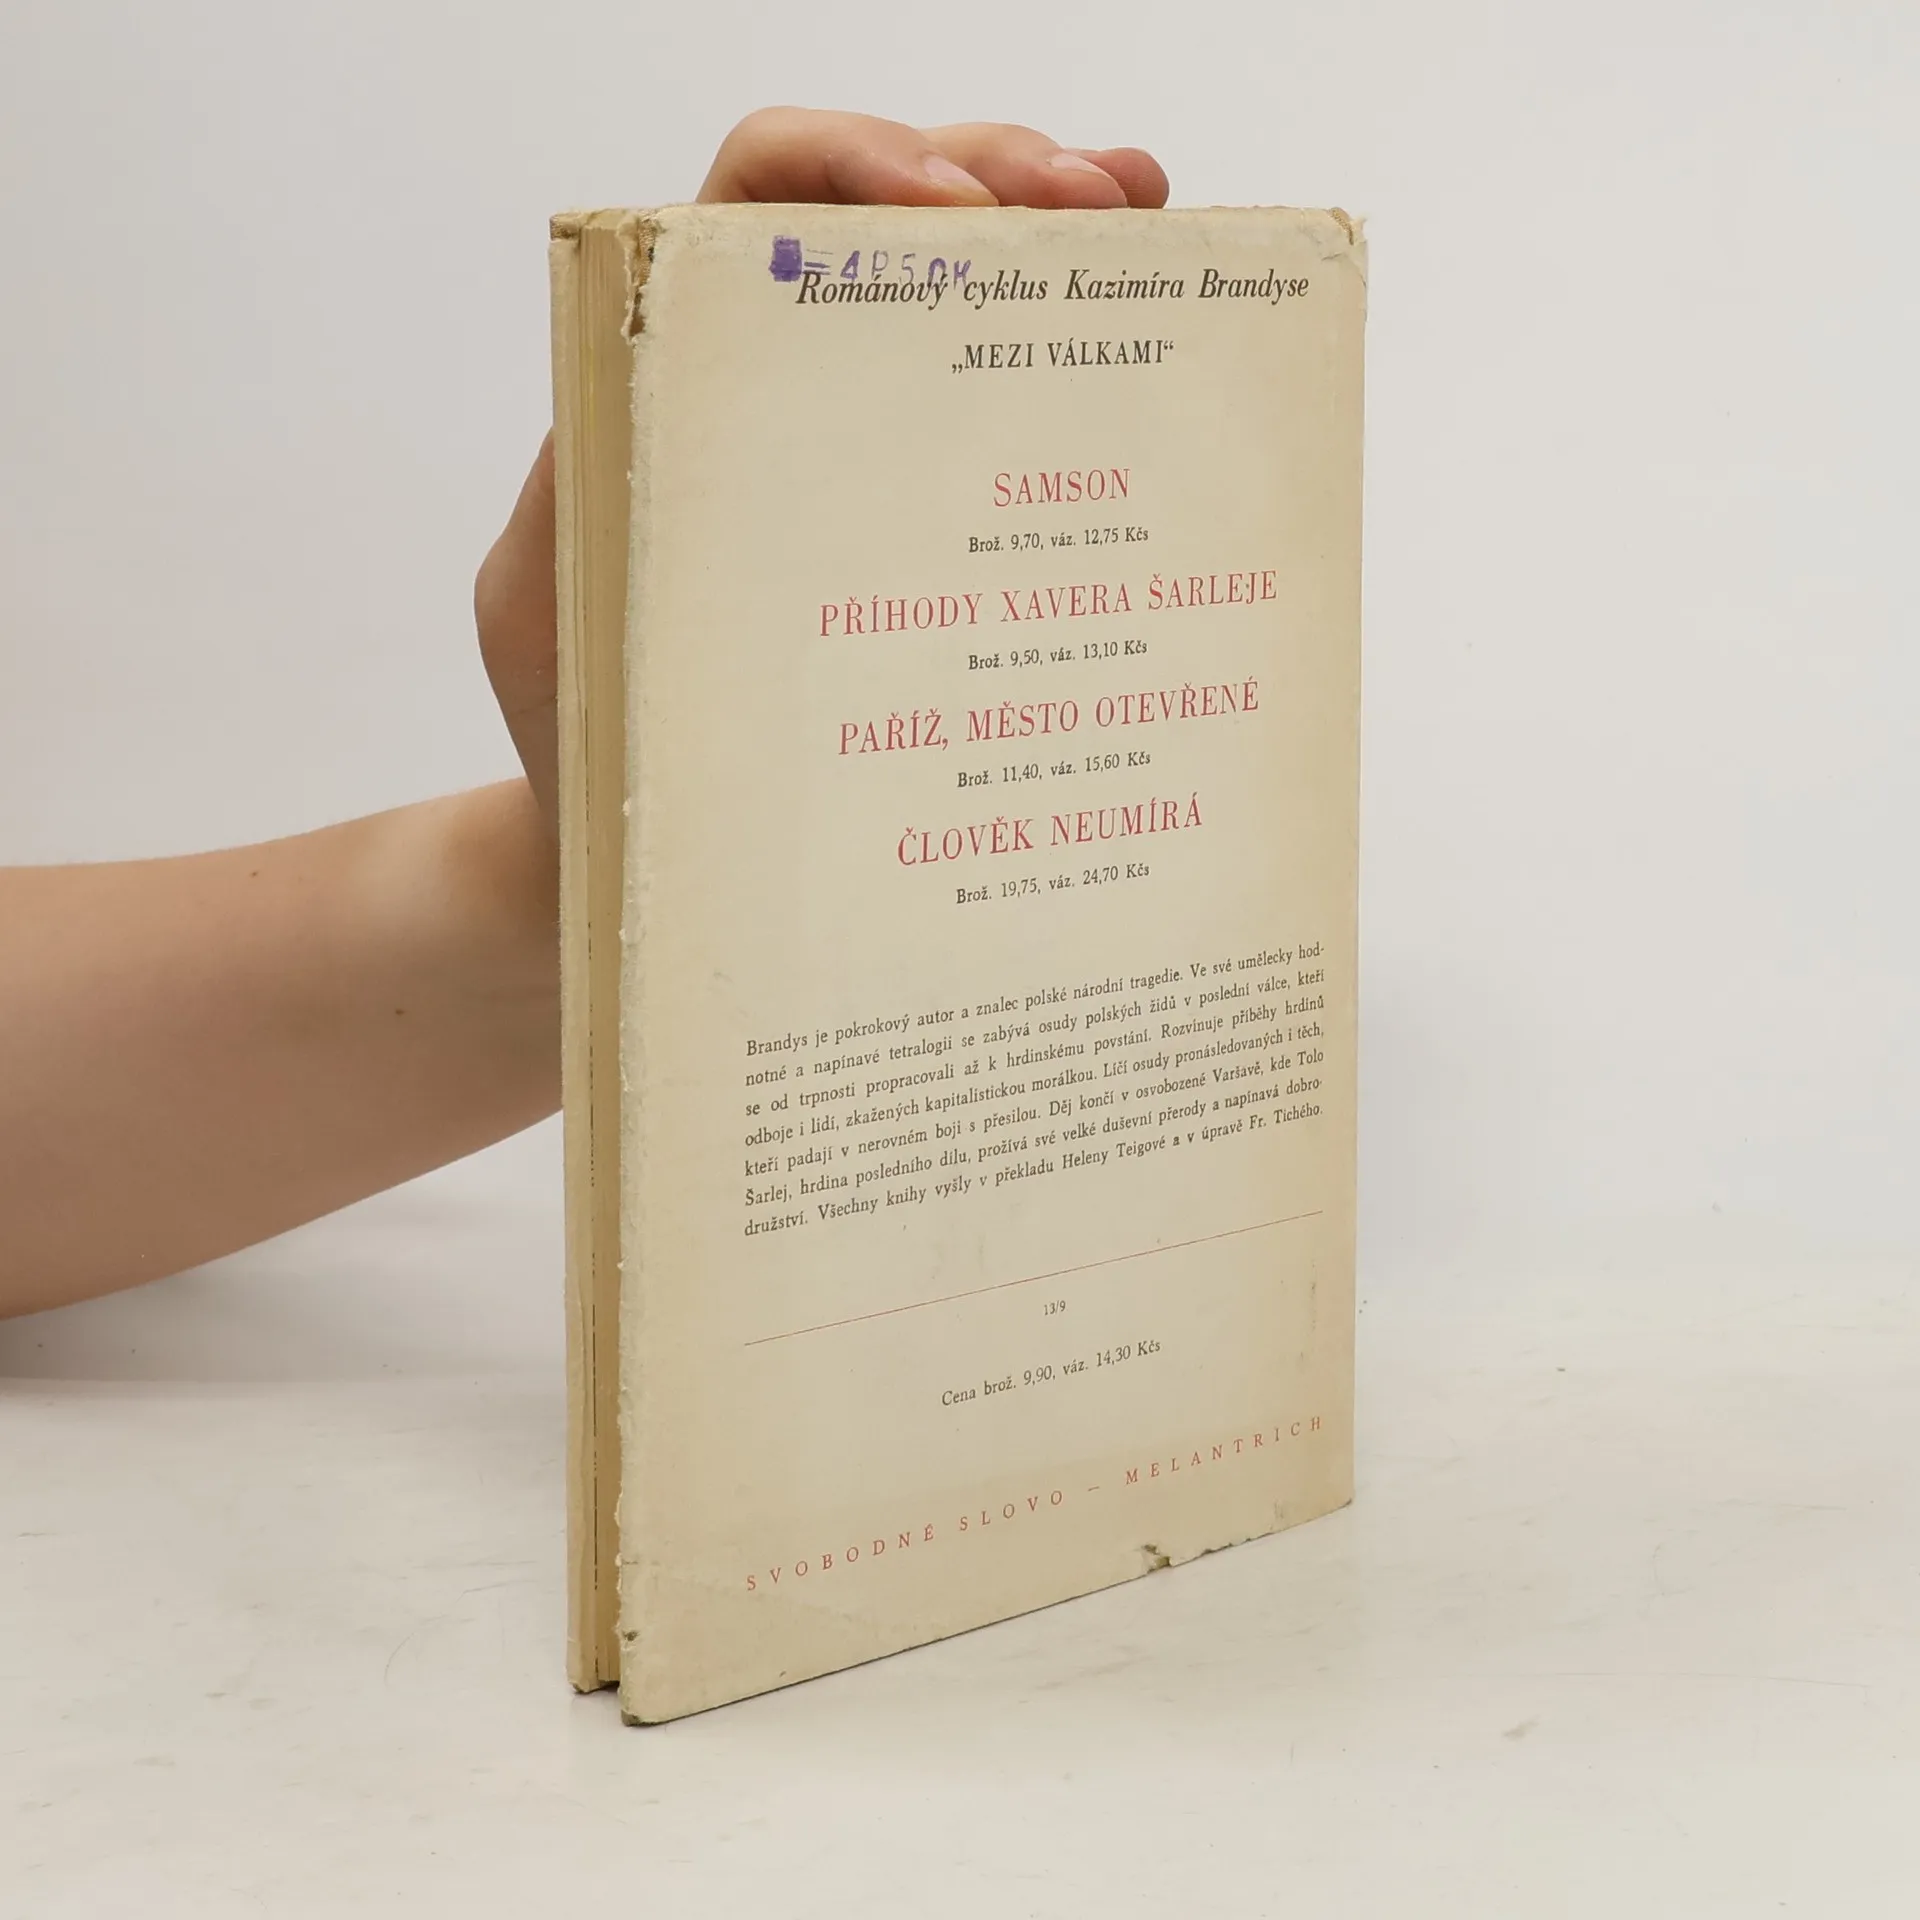 Románový cyklus Kazimíra Brandyse
„MEZI VÁLKAMI“
SAMSON
Brož. 9,70, váz. 12,75 Kčs
PŘÍHODY XAVERA ŠARLEJE
Brož. 9,50, váz. 13,10 Kčs
PAŘÍŽ, MĚSTO OTEVŘENÉ
Brož. 11,40, váz. 15,60 Kčs
ČLOVĚK NEUMÍRÁ
Brož. 19,75, váz. 24,70 Kčs
Brandys je pokrokový autor a znalec polské národní tragedie. Ve své umělecky hod-
notné a napínavé tetralogii se zabývá osudy polských židů v poslední válce, kteří
se od trpnosti propracovali až k hrdinskému povstání. Rozvinuje příběhy hrdinů
odboje i lidí, zkažených kapitalistickou morálkou. Líčí osudy pronásledovaných i těch,
kteří padají v nerovném boji s přesilou. Děj končí v osvobozené Varšavě, kde Tolo
Šarlej, hrdina posledního dílu, prožívá své velké duševní přerody a napínavá dobro-
družství. Všechny knihy vyšly v překladu Heleny Teigové a v úpravě Fr. Tichého.
13/9
Cena brož. 9,90, váz. 14,30 Kčs
SVOBODNÉ SLOVO – MELANTRICH